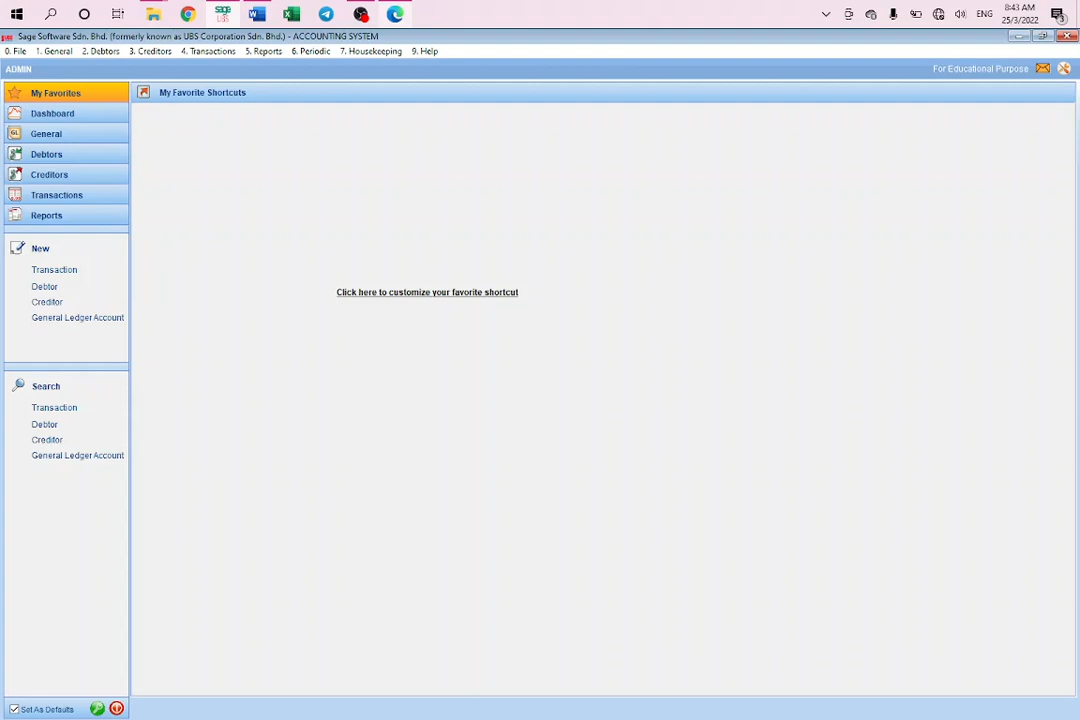 8:43 AM
ENG
25/3/2022
3
sage
UBS
Sage Software Sdn. Bhd. (formerly known as UBS Corporation Sdn. Bhd.) - ACCOUNTING SYSTEM
0. File 1. General 2. Debtors 3. Creditors 4. Transactions 5. Reports 6. Periodic 7. Housekeeping 9. Help
ADMIN
For Educational Purpose
My Favorites
My Favorite Shortcuts
Dashboard
General
Debtors
Creditors
Transactions
Reports
New
Transaction
Debtor
Creditor
General Ledger Account
Click here to customize your favorite shortcut
Search
Transaction
Debtor
Creditor
General Ledger Account
Set As Defaults